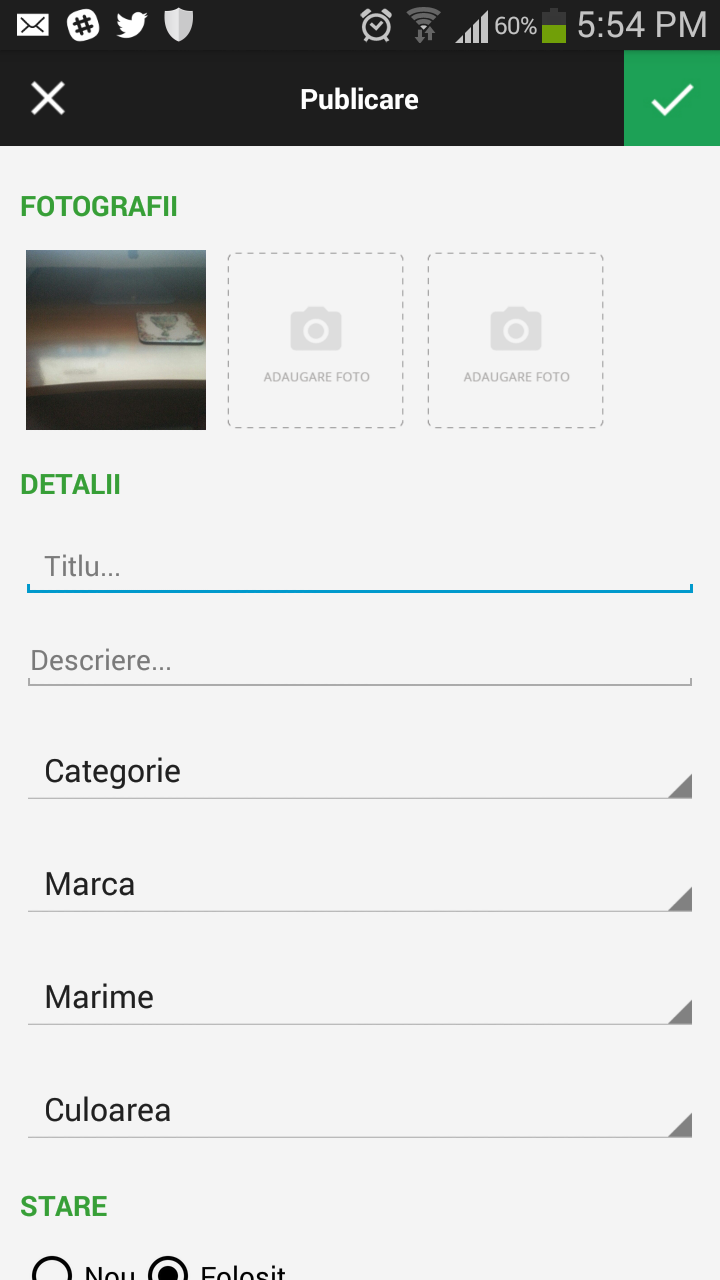 60% 5:54 PM
Publicare
FOTOGRAFII
ADAUGARE FOTO ADAUGARE FOTO
DETALII
Titlu...
Descriere...
Categorie
Marca
Marime
Culoarea
STARE
Nou Folosit